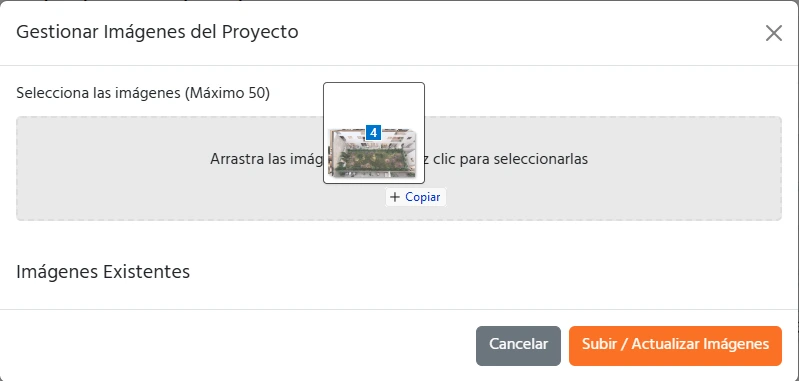 Gestionar Imágenes del Proyecto
Selecciona las imágenes (Máximo 50)
4
Arrastra las imág z clic para seleccionarlas
+ Copiar
Imágenes Existentes
Cancelar
Subir / Actualizar Imágenes